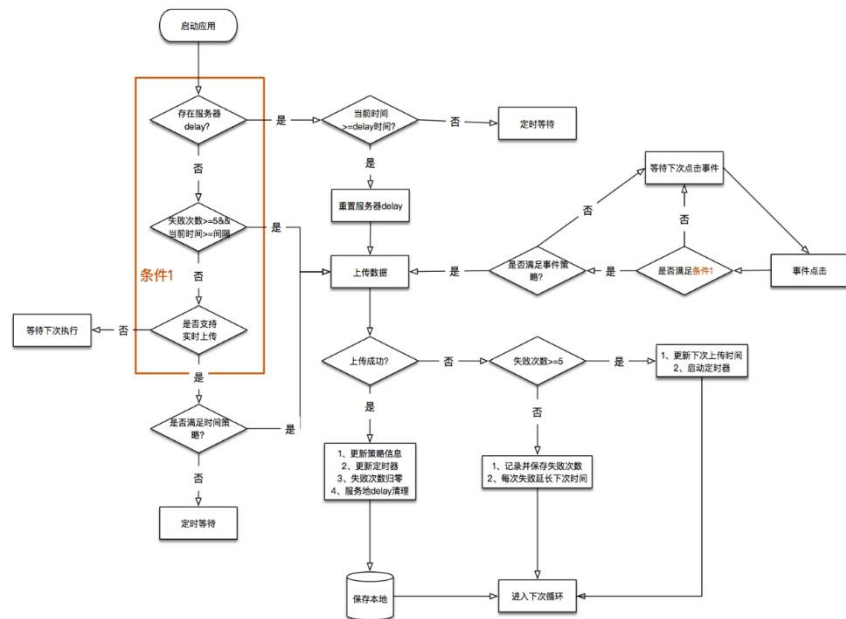 启动应用
存在服务器
delay?
是
当前时间
>=delay时间?
否
定时等待
否
是
等待下次点击事件
重置服务器delay
失败次数>=5&&
当前时间>=间隔
是
否
否
条件1
上传数据
是
是否满足事件策
略?
是
是否满足条件1
事件点击
否
等待下次执行
否
是否支持
实时上传
上传成功?
否
失败次数>=5
是
1、更新下次上传时间
2、启动定时器
是
是
否
是否满足时间策
略?
是
1、更新策略信息
2、更新定时器
3、失败次数归零
4、服务地delay清理
1、记录并保存失败次数
2、每次失败延长下次时间
否
定时等待
保存本地
进入下次循环